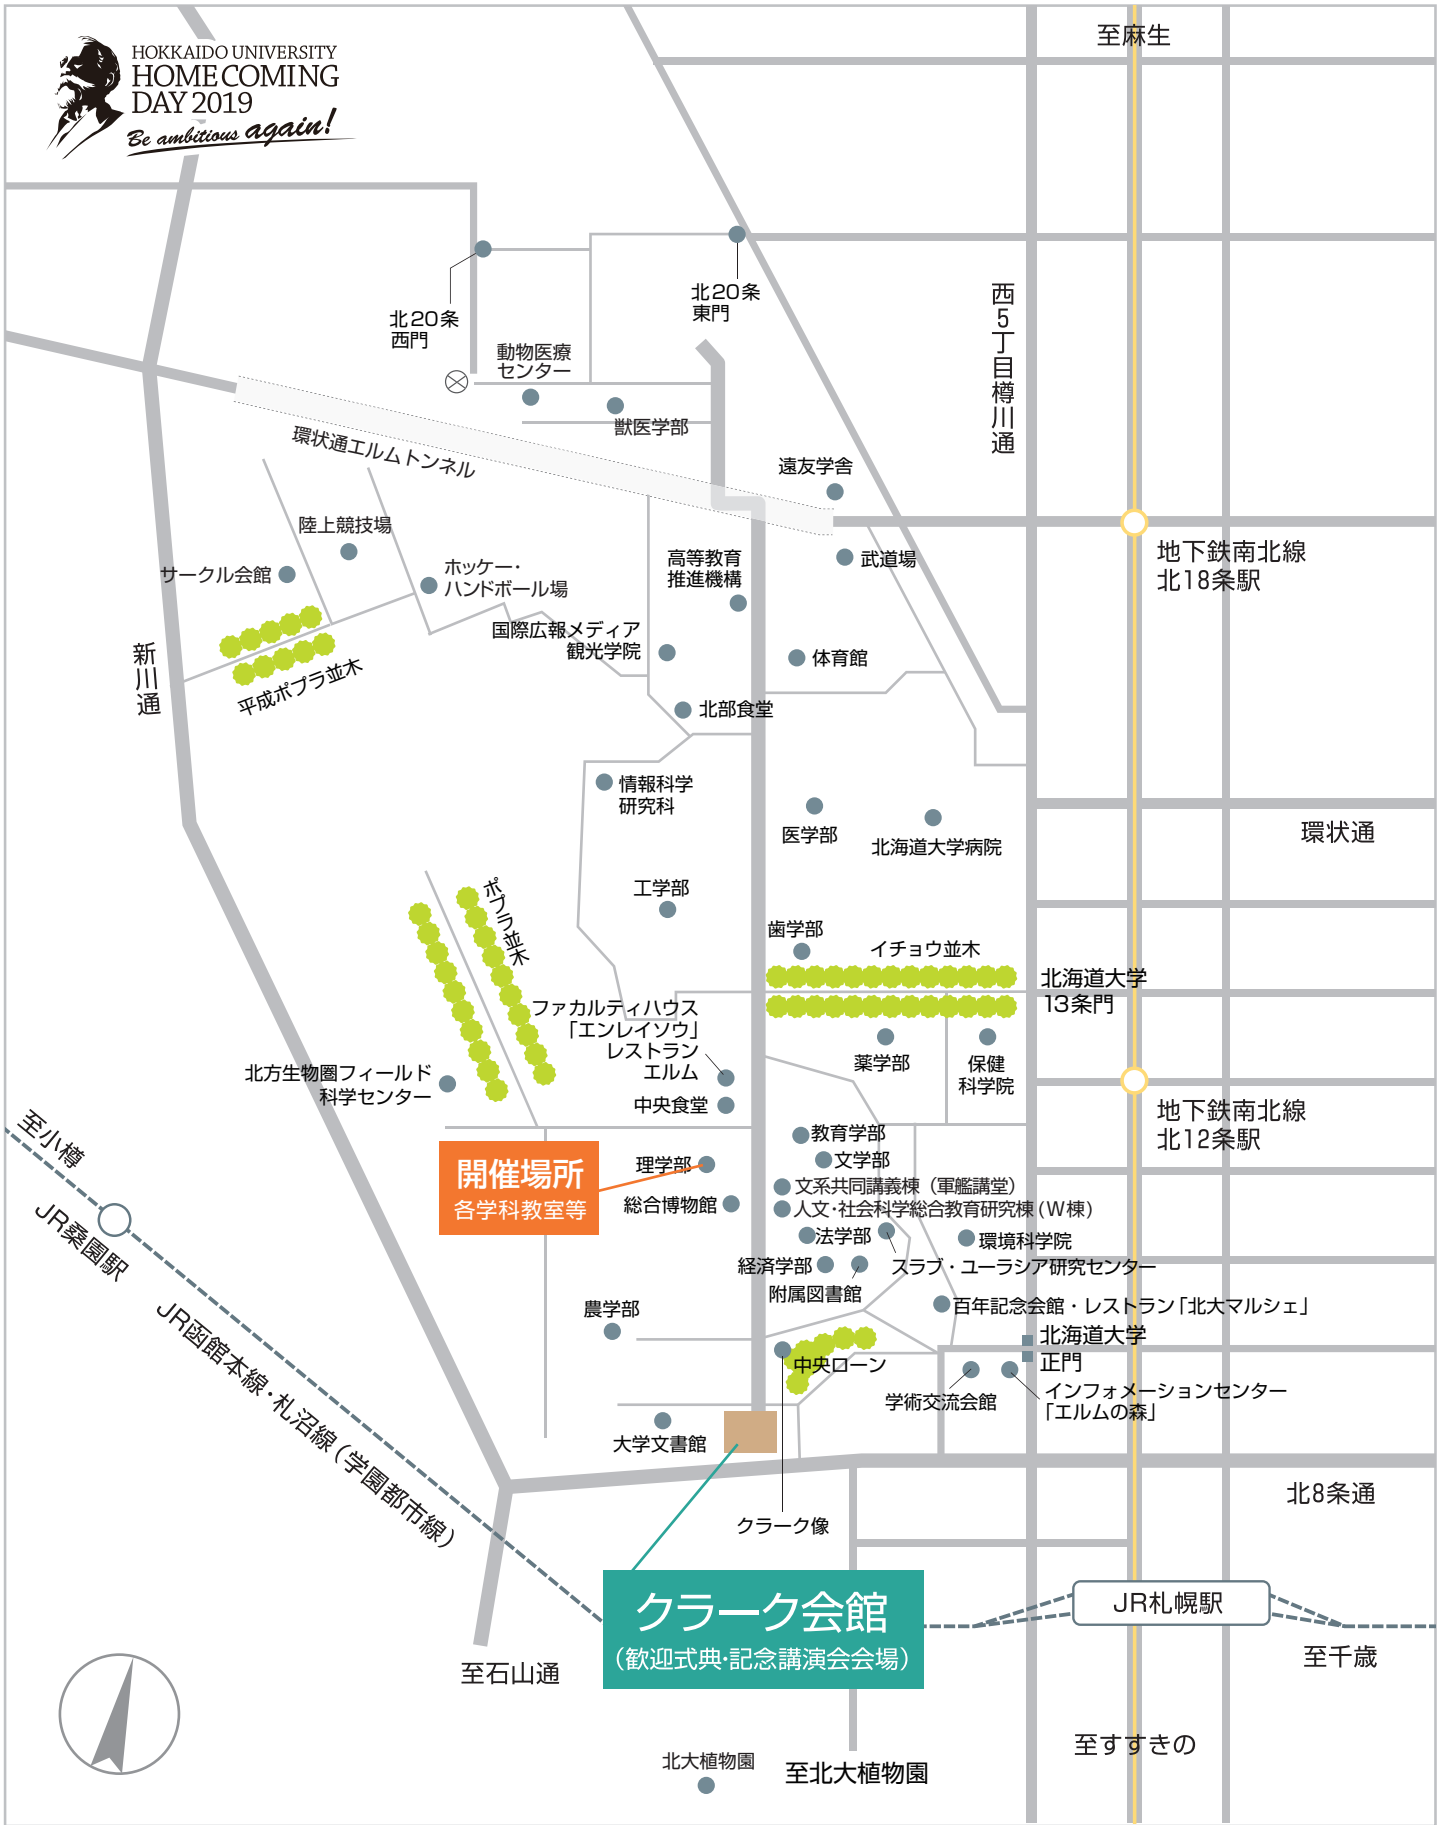 HOKKAIDO UNIVERSITY
HOME COMING
DAY 2019
Be ambitious again!
至麻生
北20条
西門
北20条
東門
西5丁目樽川通
動物医療
センター
獣医学部
環状通エルムトンネル
遠友学舎
陸上競技場
サークル会館
ホッケー・
ハンドボール場
高等教育
推進機構
武道場
地下鉄南北線
北18条駅
国際広報メディア
観光学院
体育館
新川通
平成ポプラ並木
北部食堂
情報科学
研究科
医学部
北海道大学病院
環状通
工学部
ポプラ並木
歯学部
イチョウ並木
北海道大学
13条門
ファカルティハウス
「エンレイソウ」
レストラン
エルム
薬学部
保健
科学院
北方生物圏フィールド
科学センター
中央食堂
地下鉄南北線
北12条駅
至小樽
教育学部
文学部
開催場所
各学科教室等
理学部
文系共同講義棟（軍艦講堂）
総合博物館
人文・社会科学総合教育研究棟(W棟)
JR桑園駅
法学部
環境科学院
経済学部
スラブ・ユーラシア研究センター
附属図書館
農学部
百年記念会館・レストラン「北大マルシェ」
JR函館本線・札沼線（学園都市線）
北海道大学
正門
中央ローン
学術交流会館
インフォメーションセンター
「エルムの森」
大学文書館
北8条通
クラーク像
クラーク会館
（歓迎式典・記念講演会会場）
JR札幌駅
至石山通
至千歳
至すすきの
北大植物園
至北大植物園